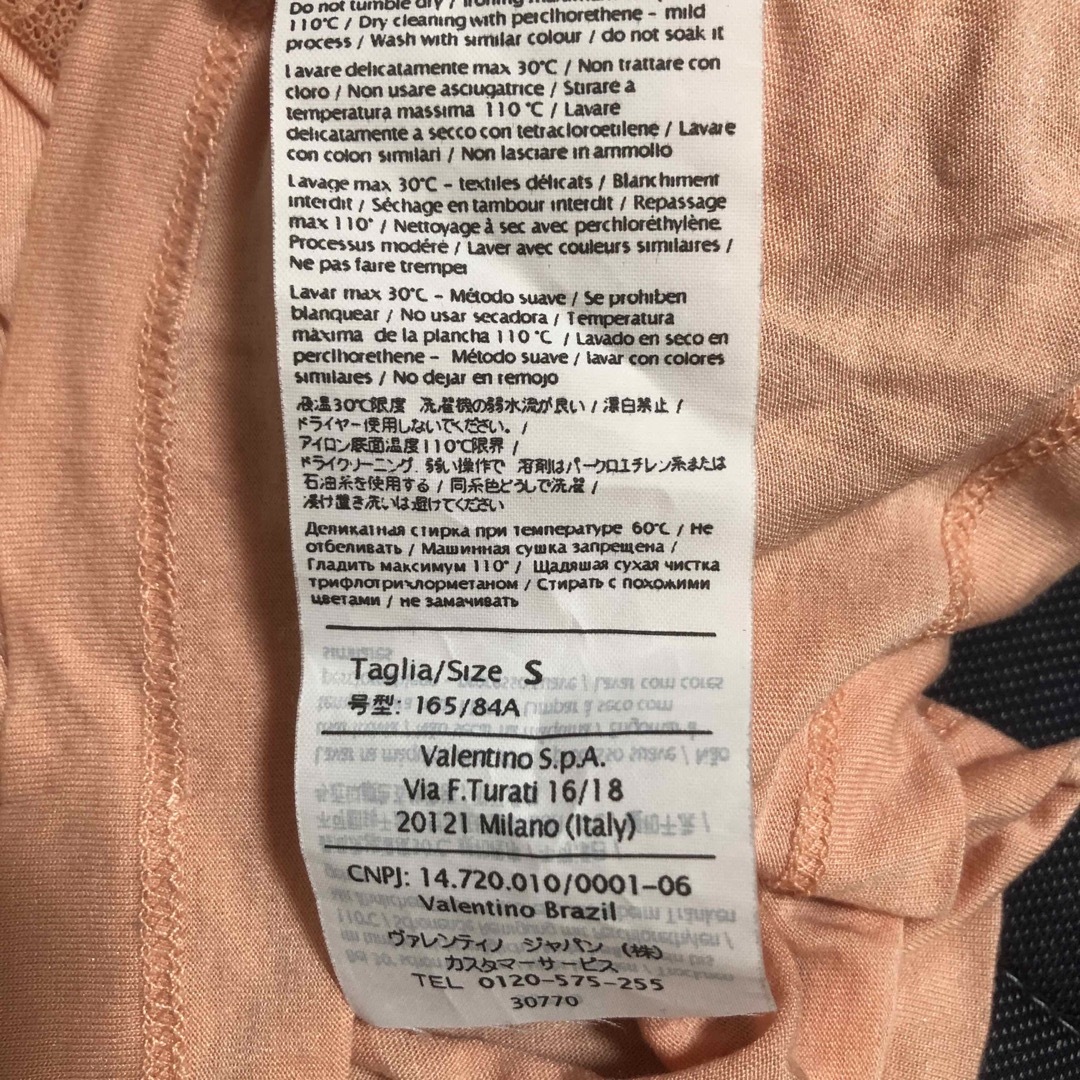 Do not tumble dry / Ironing
110°C / Dry cleaning with perclhorethene - mild
process / Wash with similar colour / do not soak it
Lavare delicatamente max 30°C / Non trattare con
cloro / Non usare asciugatrice / Stirare a
temperatura massima 110 °C / Lavare
delicatamente a secco con tetracloroetilene / Lavare
con colori similari / Non lasciare in ammollo
Lavage max 30°C - textiles délicats / Blanchiment
interdit / Séchage en tambour interdit / Repassage
max 110° / Nettoyage à sec avec perchloréthylène.
Processus modéré / Laver avec couleurs similaires /
Ne pas faire tremper
Lavar max 30°C - Método suave / Se prohiben
blanquear / No usar secadora / Temperatura
màxima de la plancha 110 °C / Lavado en seco en
perclhorethene - Método suave / lavar con colores
similares / No dejar en remojo
液温30℃限度 洗濯機の弱水流が良い / 漂白禁止 /
ドライヤー使用しないでください。 /
アイロン底面温度110℃限界 /
ドライクリーニング. 弱い操作で 溶剤はパークロエチレン系または
石油系を使用する / 同系色どうしで洗濯 /
浸け置き洗いは避けてください
Деликатная стирка при температуре 60°C / Не
отбеливать / Машинная сушка запрещена /
Гладить максимум 110° / Щадяшая сухая чистка
трифлотрихлорметаном / Стирать с похожими
цветами / не замачивать
Taglia/Size S
号型: 165/84A
Valentino S.p.A.
Via F.Turati 16/18
20121 Milano (Italy)
CNPJ: 14.720.010/0001-06
Valentino Brazil
ヴァレンティノ ジャパン (株)
カスタマーサービス
TEL 0120-575-255
30770